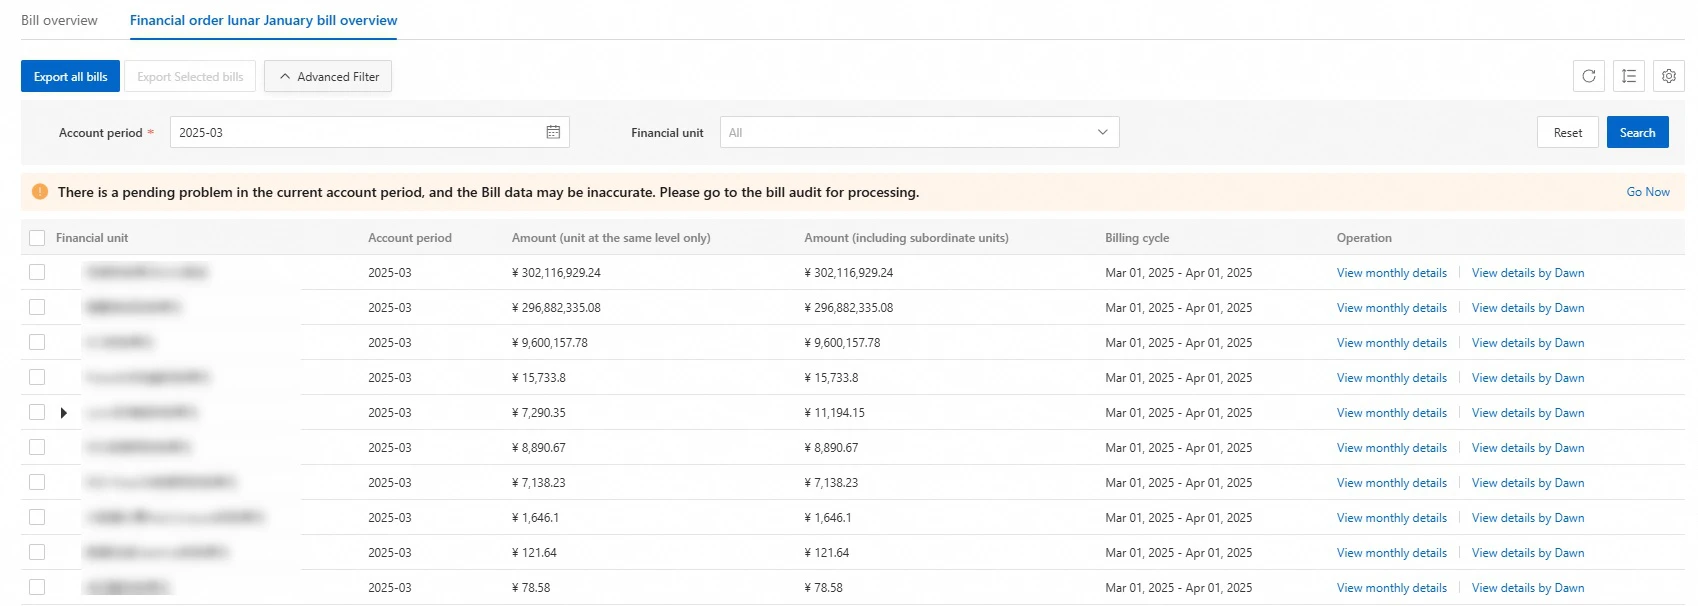 Bill overview Financial order lunar January bill overview
Export all bills Export Selected bills Advanced Filter
Account period * 2025-03 Financial unit All Reset Search
There is a pending problem in the current account period, and the Bill data may be inaccurate. Please go to the bill audit for processing. Go Now
Financial unit Account period Amount (unit at the same level only) Amount (including subordinate units) Billing cycle Operation
2025-03 ¥ 302,116,929.24 ¥ 302,116,929.24 Mar 01, 2025 - Apr 01, 2025 View monthly details View details by Dawn
2025-03 ¥ 296,882,335.08 ¥ 296,882,335.08 Mar 01, 2025 - Apr 01, 2025 View monthly details View details by Dawn
2025-03 ¥ 9,600,157.78 ¥ 9,600,157.78 Mar 01, 2025 - Apr 01, 2025 View monthly details View details by Dawn
2025-03 ¥ 15,733.8 ¥ 15,733.8 Mar 01, 2025 - Apr 01, 2025 View monthly details View details by Dawn
2025-03 ¥ 7,290.35 ¥ 11,194.15 Mar 01, 2025 - Apr 01, 2025 View monthly details View details by Dawn
2025-03 ¥ 8,890.67 ¥ 8,890.67 Mar 01, 2025 - Apr 01, 2025 View monthly details View details by Dawn
2025-03 ¥ 7,138.23 ¥ 7,138.23 Mar 01, 2025 - Apr 01, 2025 View monthly details View details by Dawn
2025-03 ¥ 1,646.1 ¥ 1,646.1 Mar 01, 2025 - Apr 01, 2025 View monthly details View details by Dawn
2025-03 ¥ 121.64 ¥ 121.64 Mar 01, 2025 - Apr 01, 2025 View monthly details View details by Dawn
2025-03 ¥ 78.58 ¥ 78.58 Mar 01, 2025 - Apr 01, 2025 View monthly details View details by Dawn